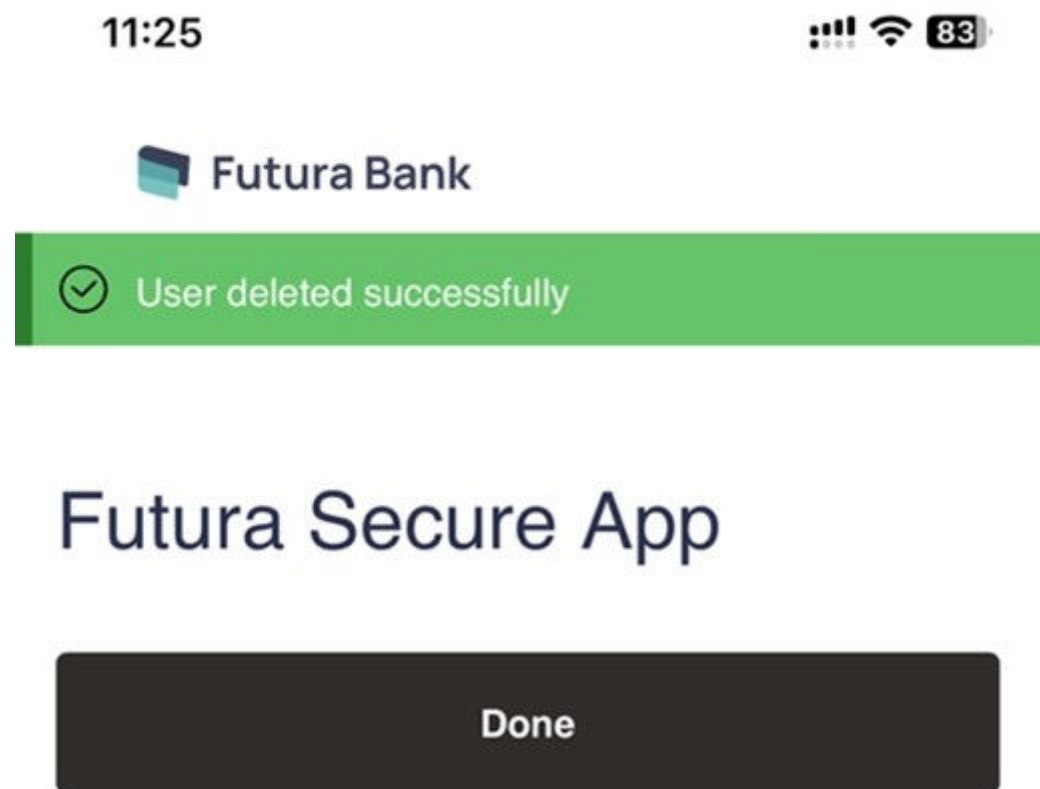 11:25
83
Futura Bank
User deleted successfully
Futura Secure App
Done